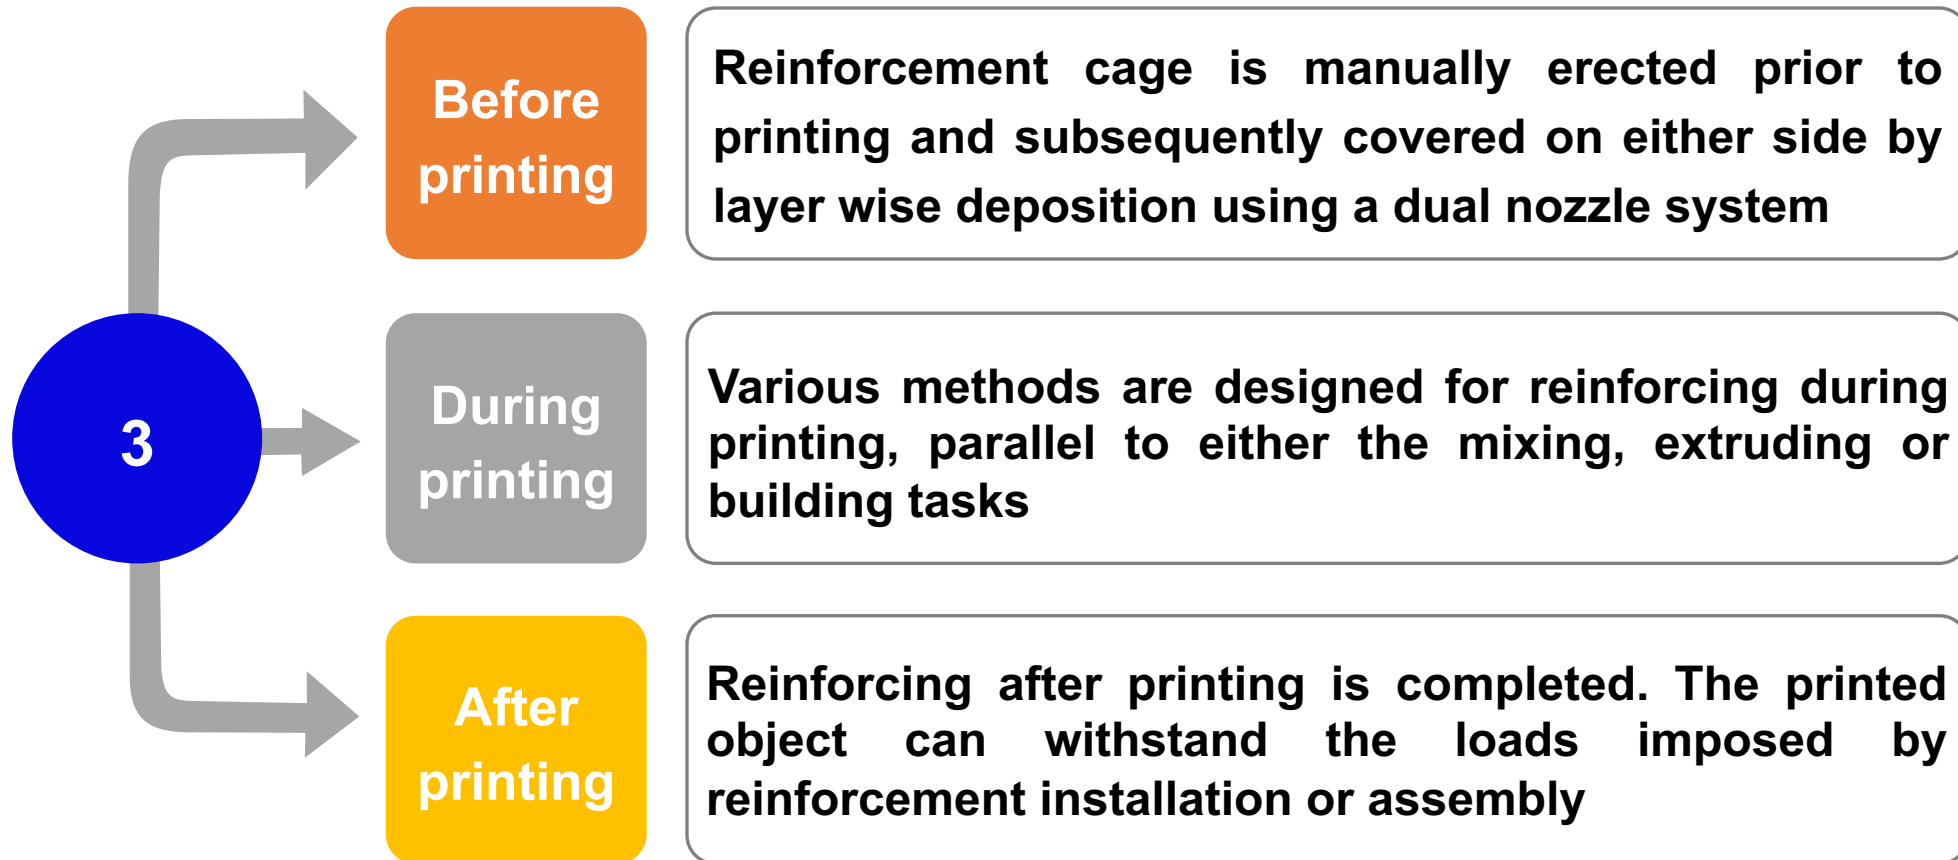 3
Before
printing
Reinforcement cage is manually erected prior to
printing and subsequently covered on either side by
layer wise deposition using a dual nozzle system
During
printing
Various methods are designed for reinforcing during
printing, parallel to either the mixing, extruding or
building tasks
After
printing
Reinforcing after printing is completed. The printed
object can withstand the loads imposed by
reinforcement installation or assembly